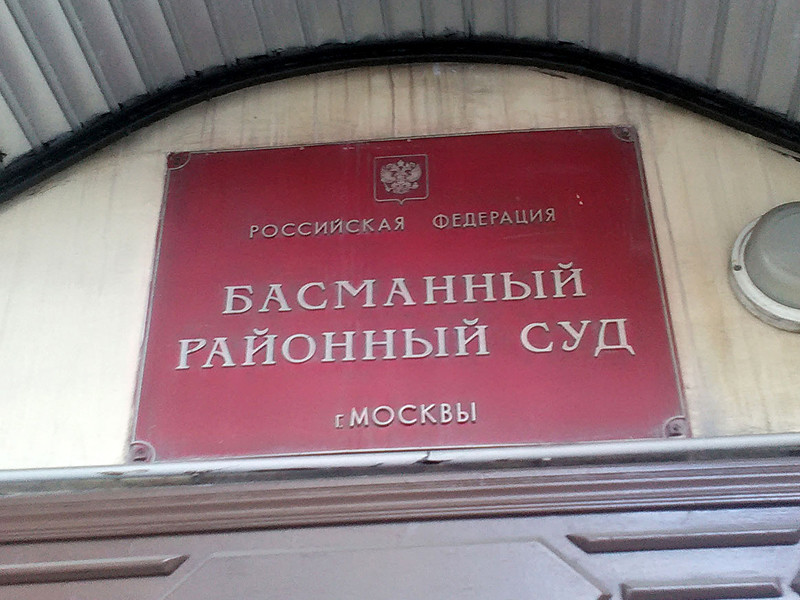 РОССИЙСКАЯ ФЕДЕРАЦИЯ
БАСМАННЫЙ
РАЙОННЫЙ СУД
г. МОСКВЫ